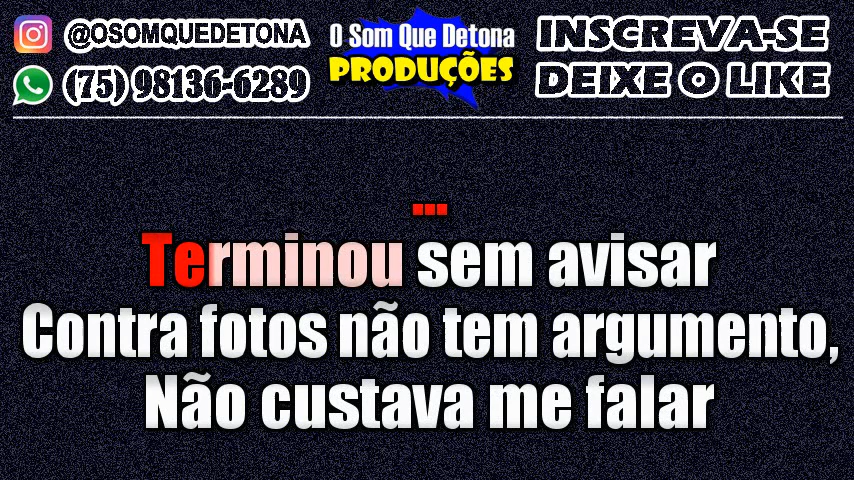 @OSOMQUEDETONA
(75) 98136-6289
O Som Que Detona
PRODUÇÕES
INSCREVA-SE
DEIXE O LIKE
...
Terminou sem avisar
Contra fotos não tem argumento,
Não custava me falar